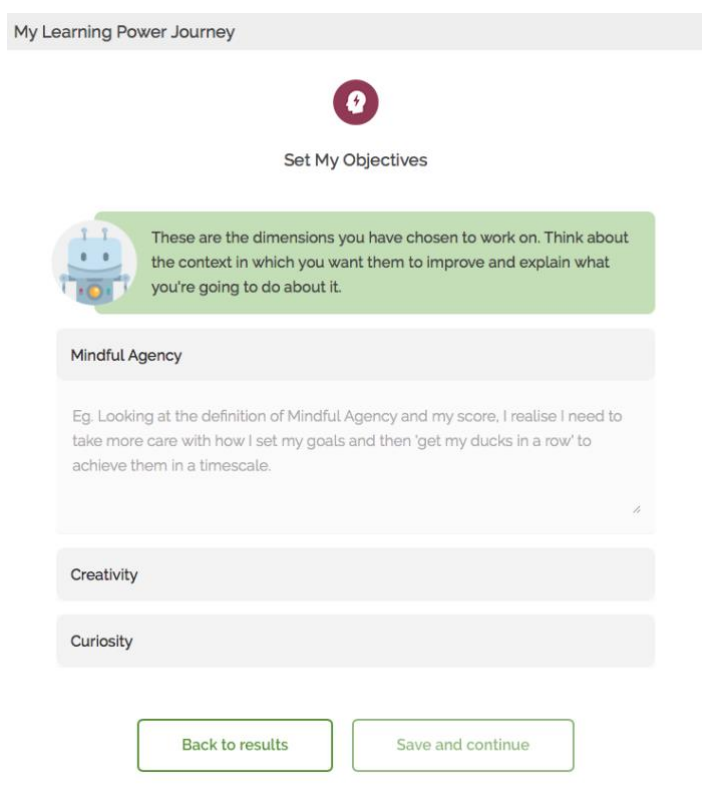 My Learning Power Journey
Set My Objectives
These are the dimensions you have chosen to work on. Think about
the context in which you want them to improve and explain what
you're going to do about it.
Mindful Agency
Eg. Looking at the definition of Mindful Agency and my score, I realise I need to
take more care with how I set my goals and then 'get my ducks in a row' to
achieve them in a timescale.
Creativity
Curiosity
Back to results
Save and continue